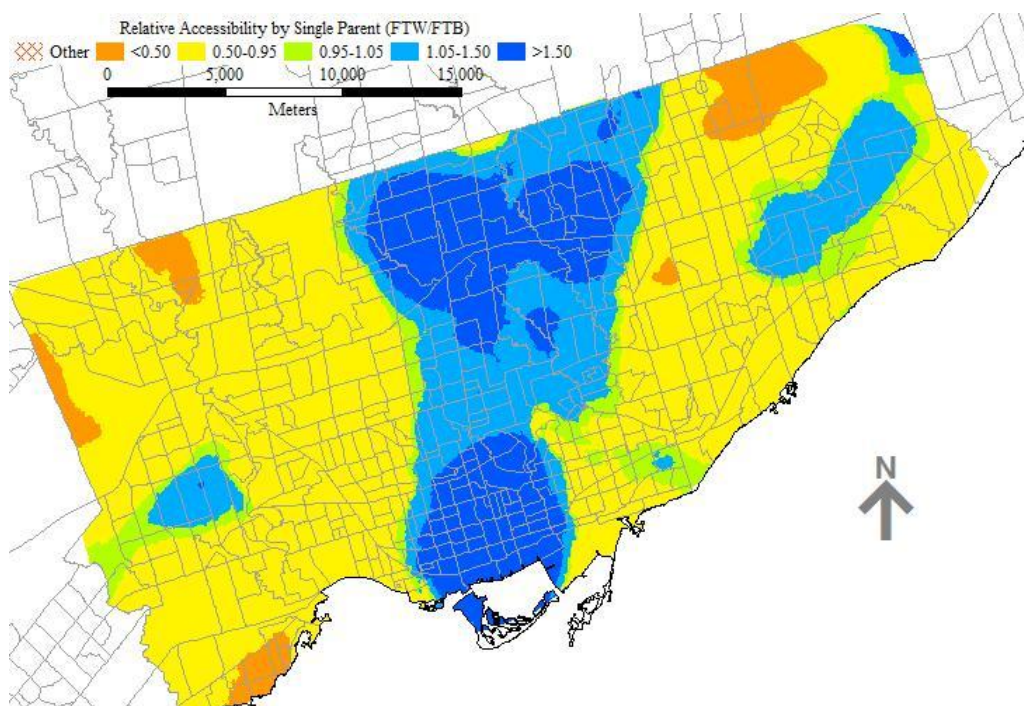 Relative Accessibility by Single Parent (FTW/FTB)
Other <0.50 0.50-0.95 0.95-1.05 1.05-1.50 >1.50
0 5,000 10,000 15,000
Meters
N